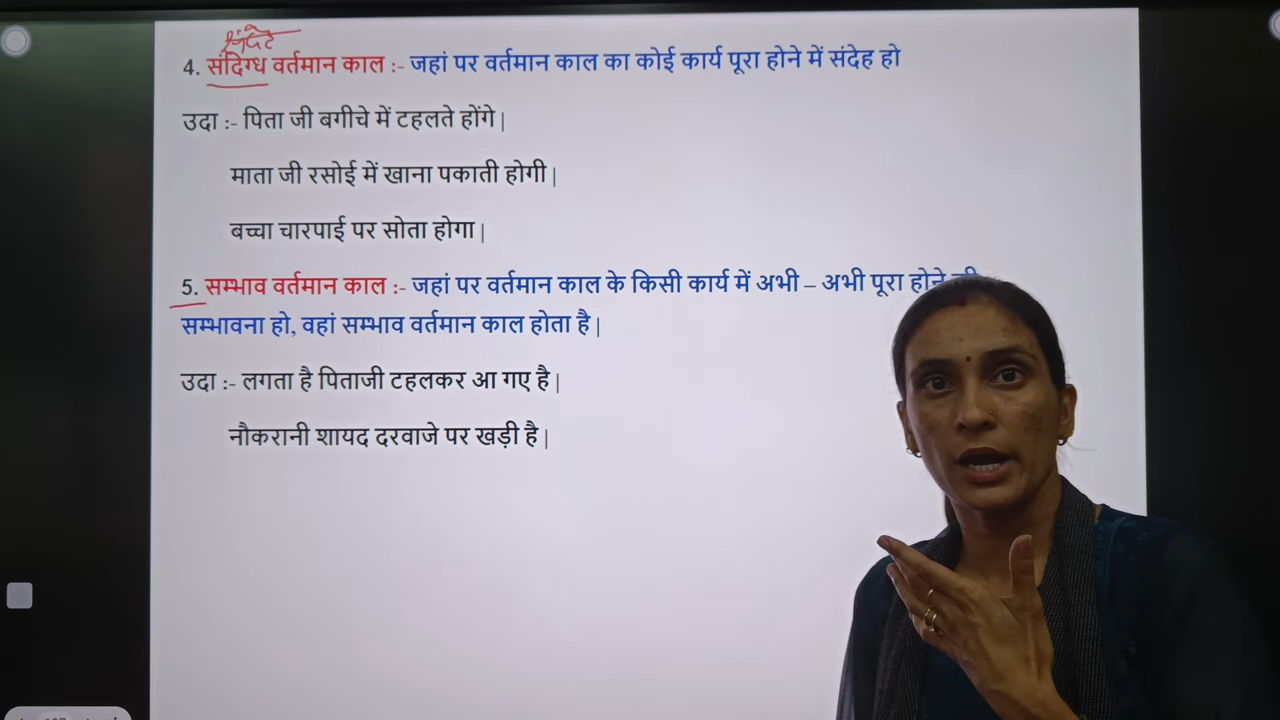 4. संदिग्ध वर्तमान काल :- जहां पर वर्तमान काल का कोई कार्य पूरा होने में संदेह हो
उदा :- पिता जी बगीचे में टहलते होंगे |
माता जी रसोई में खाना पकाती होगी |
बच्चा चारपाई पर सोता होगा |
5. सम्भाव वर्तमान काल :- जहां पर वर्तमान काल के किसी कार्य में अभी – अभी पूरा होने
सम्भावना हो, वहां सम्भाव वर्तमान काल होता है |
उदा :- लगता है पिताजी टहलकर आ गए है |
नौकरानी शायद दरवाजे पर खड़ी है |